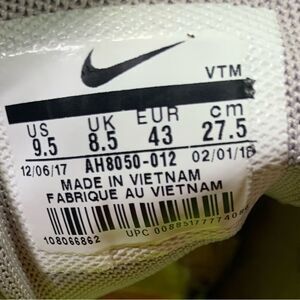 VTM
US UK EUR cm
9.5 8.5 43 27.5
12/06/17 AH8050-012
MADE IN VIETNAM
FABRIQUE AU VIETNAM
108066862
UPC